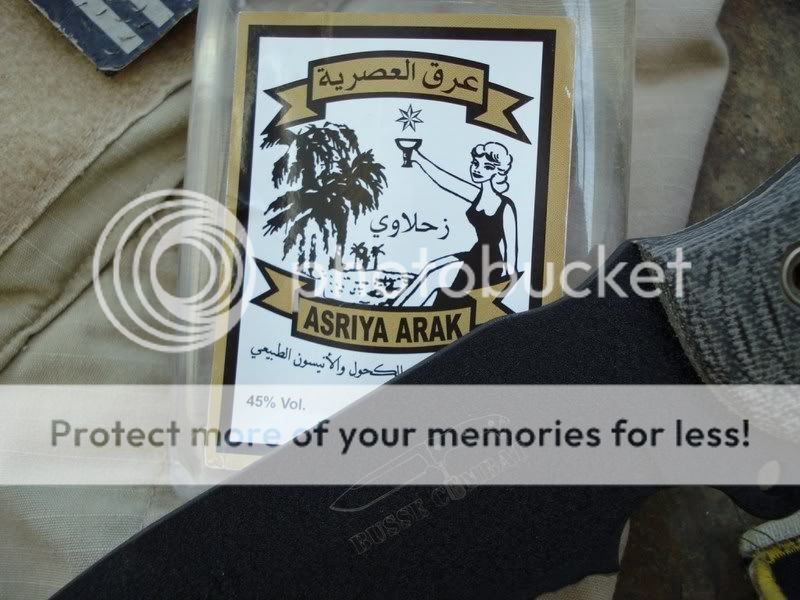 عرق العصرية
زحلاوي
photobucket
ASRIYA ARAK
الكحول والأنيسون الطبيعي
45% Vol.
Protect more of your memories for less!
BUSSE COMBAT